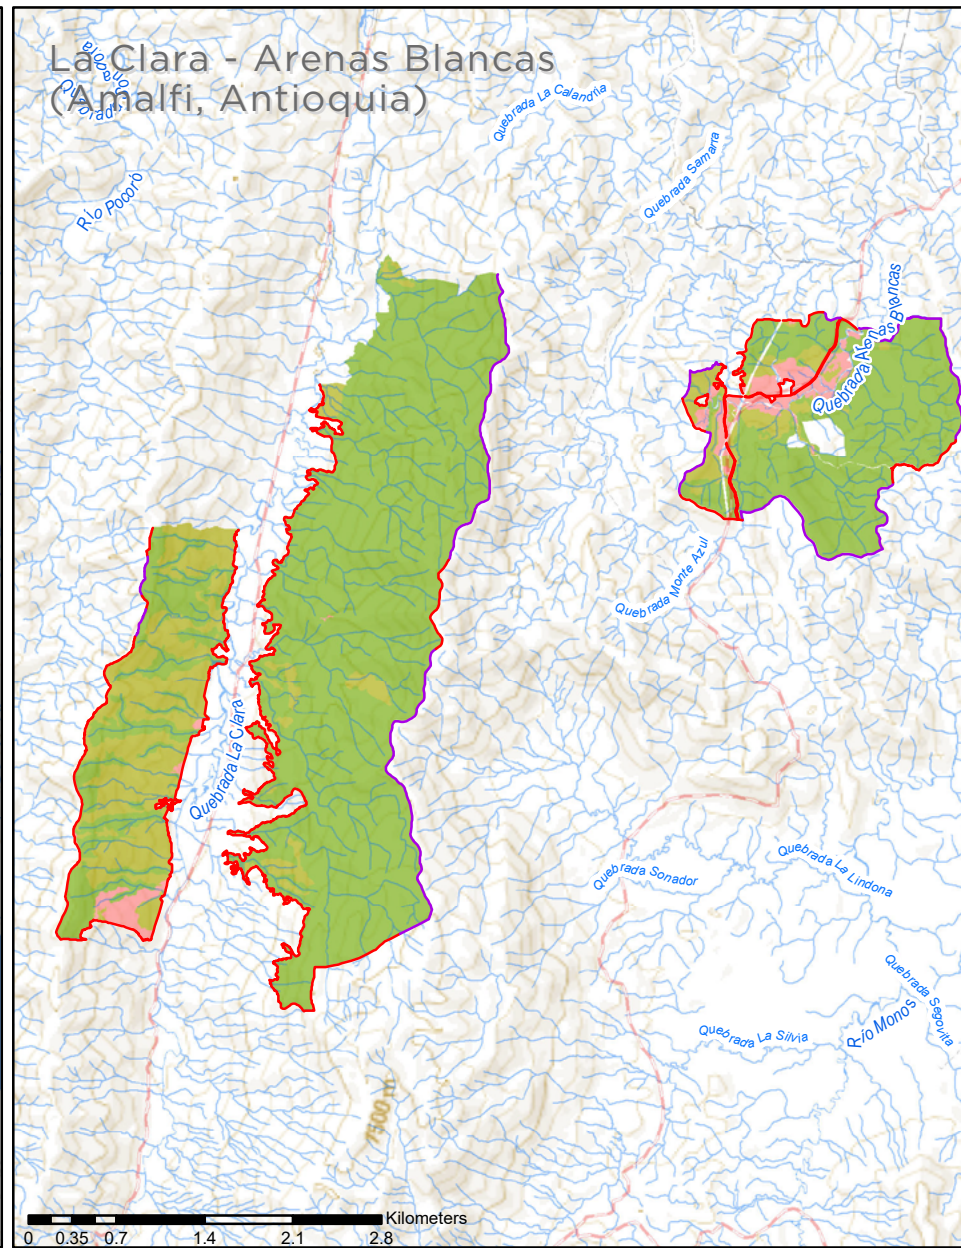 La Clara - Arenas Blancas
(Amalfi, Antioquia)
Quebrada La Calandria
Quebrada Samarra
Río Pocoró
Quebrada Arenas Blancas
Quebrada Monte Azul
Quebrada La Clara
Quebrada Sonador
Quebrada La Lindona
Quebrada Segovita
Río Monos
Quebrada La Silvia
Kilometers
0 0.35 0.7 1.4 2.1 2.8